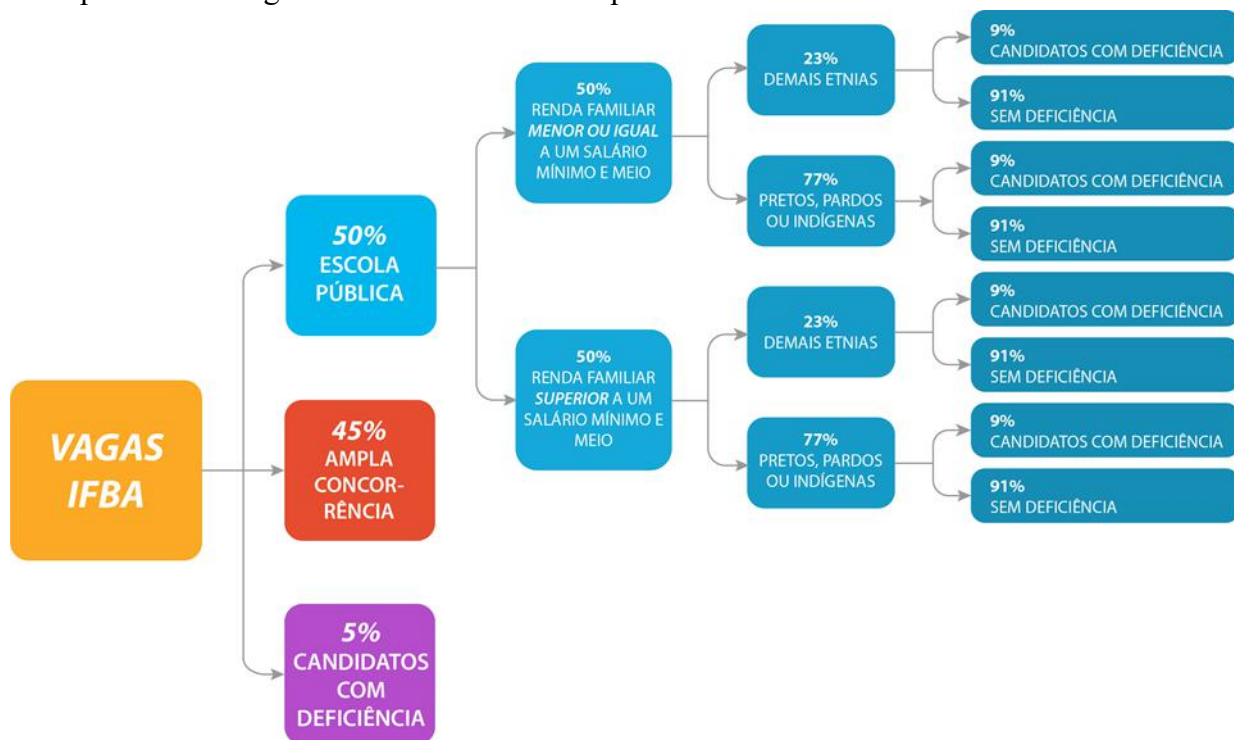 VAGAS
IFBA
50%
ESCOLA
PÚBLICA
45%
AMPLA
CONCOR-
RÊNCIA
5%
CANDIDATOS
COM
DEFICIÊNCIA
50%
RENDA FAMILIAR
MENOR OU IGUAL
A UM SALÁRIO
MÍNIMO E MEIO
50%
RENDA FAMILIAR
SUPERIOR A UM
SALÁRIO MÍNIMO E
MEIO
23%
DEMAIS ETNIAS
77%
PRETOS, PARDOS
OU INDÍGENAS
23%
DEMAIS ETNIAS
77%
PRETOS, PARDOS
OU INDÍGENAS
9%
CANDIDATOS COM DEFICIÊNCIA
91%
SEM DEFICIÊNCIA
9%
CANDIDATOS COM DEFICIÊNCIA
91%
SEM DEFICIÊNCIA
9%
CANDIDATOS COM DEFICIÊNCIA
91%
SEM DEFICIÊNCIA
9%
CANDIDATOS COM DEFICIÊNCIA
91%
SEM DEFICIÊNCIA